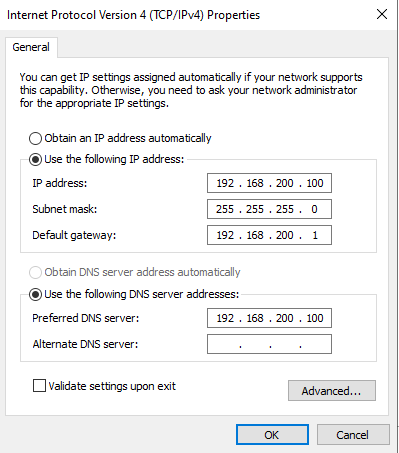 Internet Protocol Version 4 (TCP/IPv4) Properties
General
You can get IP settings assigned automatically if your network supports
this capability. Otherwise, you need to ask your network administrator
for the appropriate IP settings.
Obtain an IP address automatically
Use the following IP address:
IP address: 192 . 168 . 200 . 100
Subnet mask: 255 . 255 . 255 . 0
Default gateway: 192 . 168 . 200 . 1
Obtain DNS server address automatically
Use the following DNS server addresses:
Preferred DNS server: 192 . 168 . 200 . 100
Alternate DNS server: . . .
Validate settings upon exit
Advanced...
OK Cancel